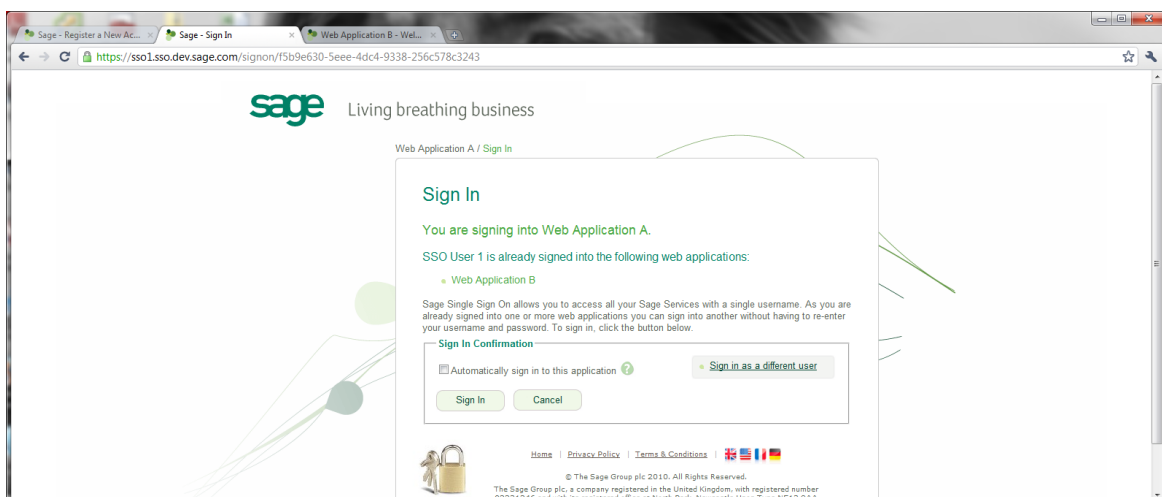 Sage - Register a New Ac...
Sage - Sign In
Web Application B - Wel...
https://sso1.sso.dev.sage.com/signon/f5b9e630-5eee-4dc4-9338-256c578c3243
sage Living breathing business
Web Application A / Sign In
Sign In
You are signing into Web Application A.
SSO User 1 is already signed into the following web applications:
Web Application B
Sage Single Sign On allows you to access all your Sage Services with a single username. As you are
already signed into one or more web applications you can sign into another without having to re-enter
your username and password. To sign in, click the button below.
Sign In Confirmation
Automatically sign in to this application ?
Sign in as a different user
Sign In Cancel
Home | Privacy Policy | Terms & Conditions |
© The Sage Group plc 2010. All Rights Reserved.
The Sage Group plc, a company registered in the United Kingdom, with registered number